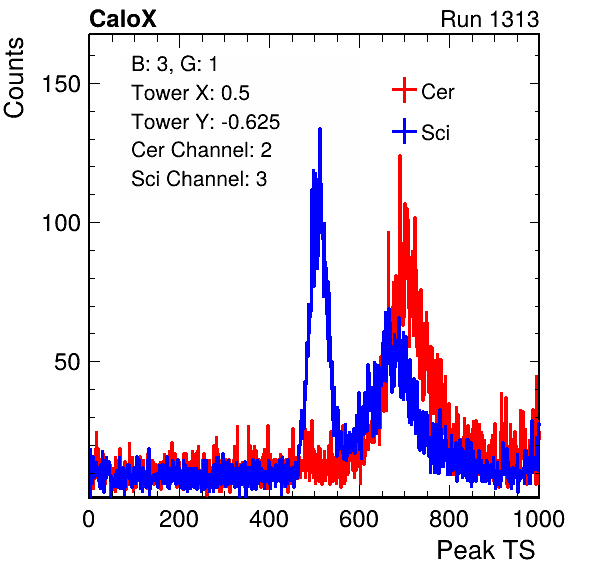 CaloX Run 1313
Counts
B: 3, G: 1
Tower X: 0.5
Tower Y: -0.625
Cer Channel: 2
Sci Channel: 3
Cer
Sci
150
100
50
0 200 400 600 800 1000
Peak TS